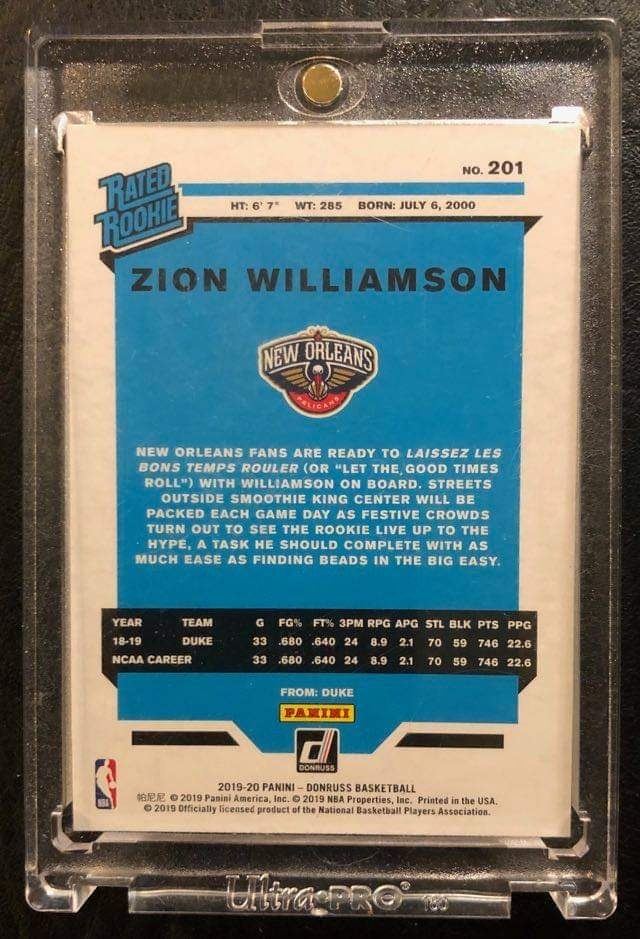 RATED
ROOKIE
NO. 201
HT: 6' 7" WT: 285 BORN: JULY 6, 2000
ZION WILLIAMSON
NEW ORLEANS
PELICANS
NEW ORLEANS FANS ARE READY TO LAISSEZ LES
BONS TEMPS ROULER (OR "LET THE GOOD TIMES
ROLL") WITH WILLIAMSON ON BOARD. STREETS
OUTSIDE SMOOTHIE KING CENTER WILL BE
PACKED EACH GAME DAY AS FESTIVE CROWDS
TURN OUT TO SEE THE ROOKIE LIVE UP TO THE
HYPE, A TASK HE SHOULD COMPLETE WITH AS
MUCH EASE AS FINDING BEADS IN THE BIG EASY.
YEAR TEAM G FG% FT% 3PM RPG APG STL BLK PTS PPG
18-19 DUKE 33 .680 .640 24 8.9 2.1 70 59 746 22.6
NCAA CAREER 33 .680 .640 24 8.9 2.1 70 59 746 22.6
FROM: DUKE
PANINI
d
DONRUSS
NBA
2019-20 PANINI – DONRUSS BASKETBALL
帕尼尼 © 2019 Panini America, Inc. © 2019 NBA Properties, Inc. Printed in the USA.
© 2019 Officially licensed product of the National Basketball Players Association.
Ultra•PRO®